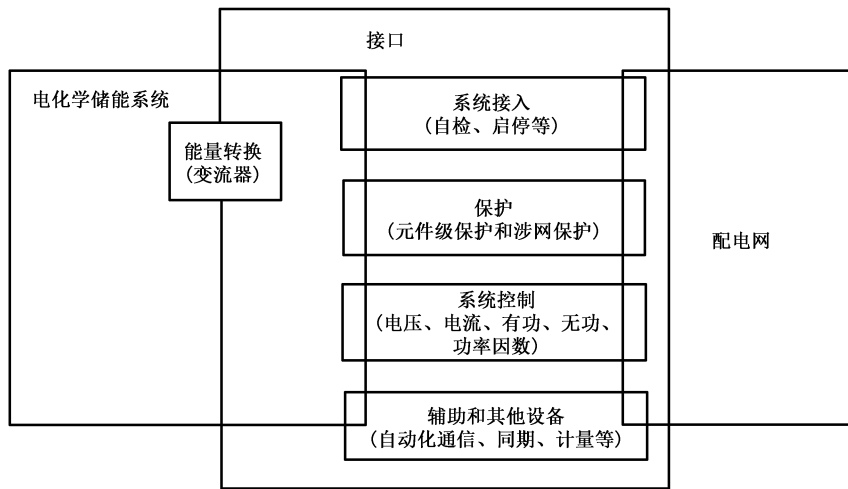 接口
电化学储能系统
系统接入
(自检、启停等)
能量转换
(变流器)
保护
(元件级保护和涉网保护)
配电网
系统控制
(电压、电流、有功、无功、
功率因数)
辅助和其他设备
(自动化通信、同期、计量等)